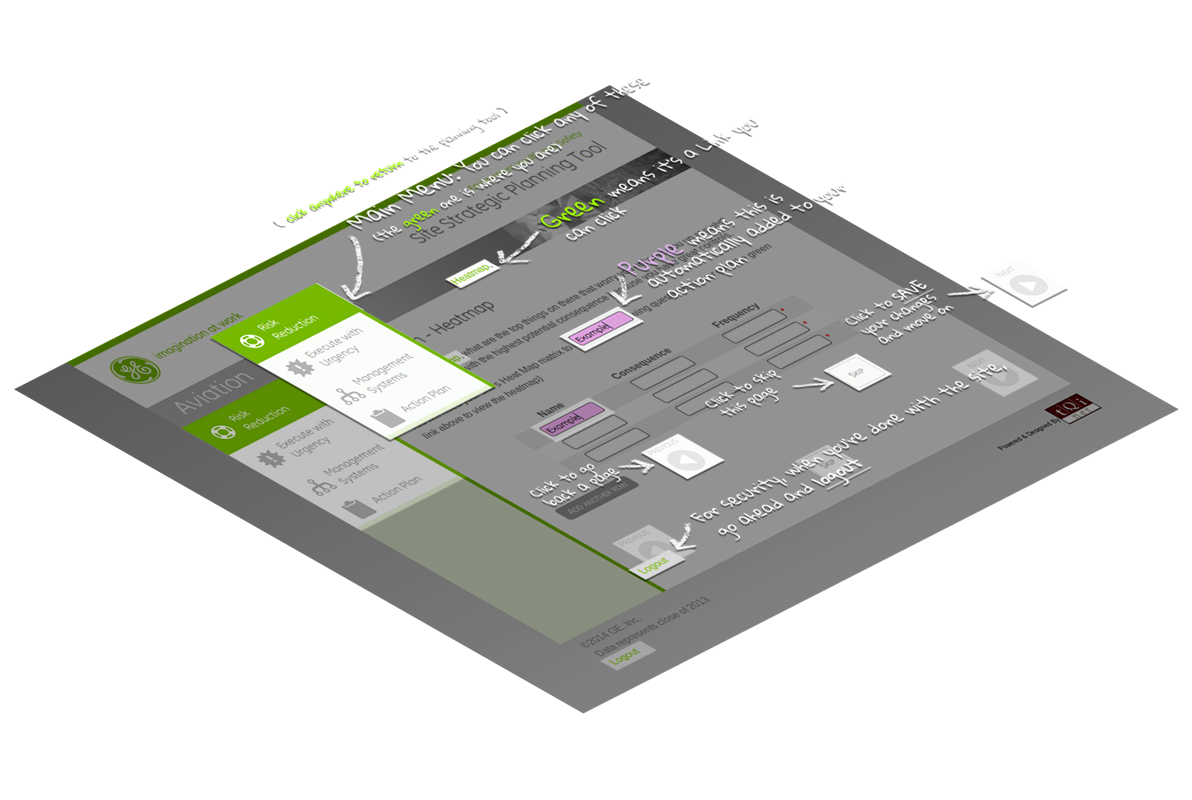 ( click anywhere to return to the planning tool )
Main Menu: You can click any of these
(the green one is where you are)
Safety
Site Strategic Planning Tool
Green means it's a link you
can click
Heatmap.
Purple means this is
automatically added to your
action plan
green
imagination at work
Aviation
Risk
Reduction
Execute with
Urgency
Management
Systems
Action Plan
Risk
Reduction
Execute with
Urgency
Management
Systems
Action Plan
- Heatmap
what are the top things on there that worry you
with the highest potential consequence
's Heat Map matrix to
link above to view the heatmap)
Example
Name
Consequence
Frequency
Example
ADD ANOTHER ROW
Click to SAVE
your changes
and move on
NEXT
NEXT
Click to skip
this page
SKIP
SKIP
Click to go
back a page
PREVIOUS
PREVIOUS
For security, when you've done with the site,
go ahead and logout
Logout
Powered & Designed By
©2014 GE, Inc.
Data represents close of 2013
Logout